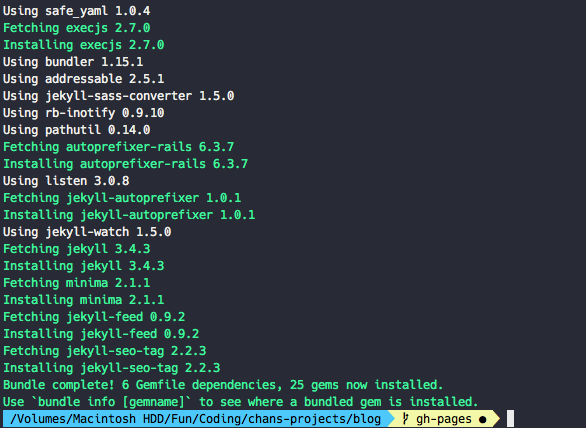 Using safe_yaml 1.0.4
Fetching execjs 2.7.0
Installing execjs 2.7.0
Using bundler 1.15.1
Using addressable 2.5.1
Using jekyll-sass-converter 1.5.0
Using rb-inotify 0.9.10
Using pathutil 0.14.0
Fetching autoprefixer-rails 6.3.7
Installing autoprefixer-rails 6.3.7
Using listen 3.0.8
Fetching jekyll-autoprefixer 1.0.1
Installing jekyll-autoprefixer 1.0.1
Using jekyll-watch 1.5.0
Fetching jekyll 3.4.3
Installing jekyll 3.4.3
Fetching minima 2.1.1
Installing minima 2.1.1
Fetching jekyll-feed 0.9.2
Installing jekyll-feed 0.9.2
Fetching jekyll-seo-tag 2.2.3
Installing jekyll-seo-tag 2.2.3
Bundle complete! 6 Gemfile dependencies, 25 gems now installed.
Use `bundle info [gemname]` to see where a bundled gem is installed.
/Volumes/Macintosh HDD/Fun/Coding/chans-projects/blog gh-pages ●